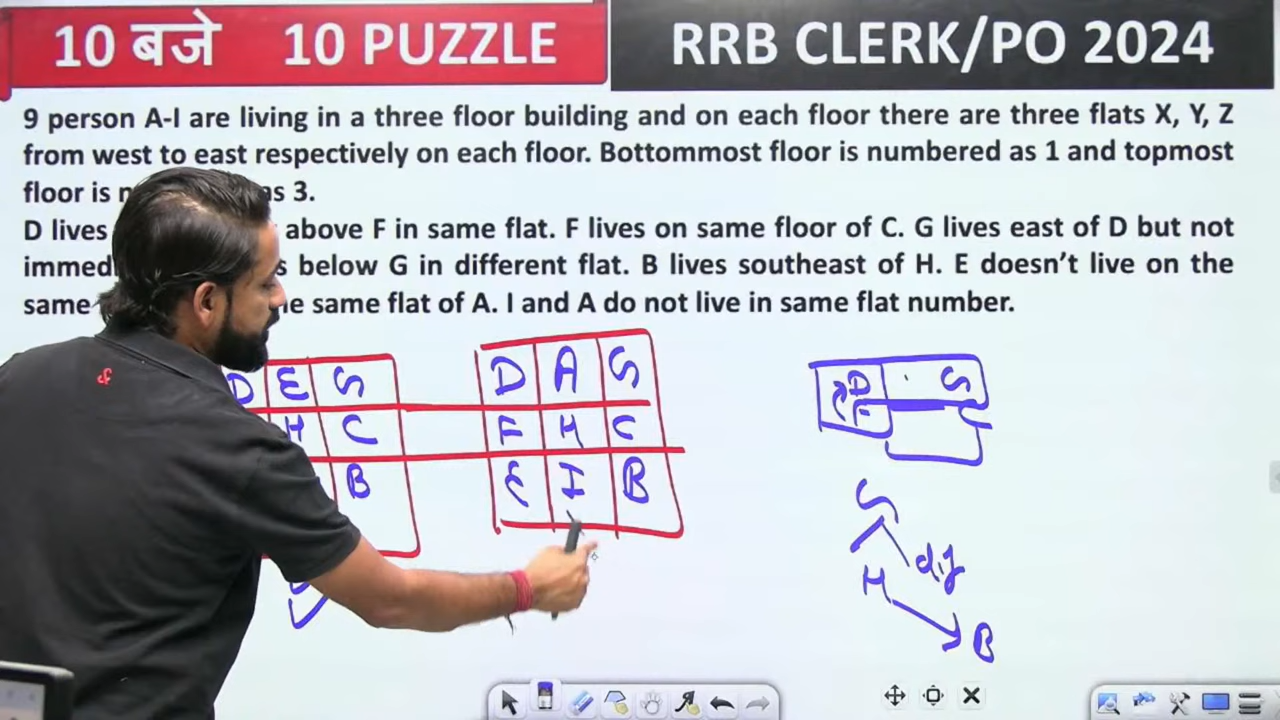 10 बजे 10 PUZZLE
RRB CLERK/PO 2024
9 person A-I are living in a three floor building and on each floor there are three flats X, Y, Z
from west to east respectively on each floor. Bottommost floor is numbered as 1 and topmost
floor is as 3.
D lives above F in same flat. F lives on same floor of C. G lives east of D but not
below G in different flat. B lives southeast of H. E doesn't live on the
same same flat of A. I and A do not live in same flat number.
D E G
H C
B
D A G
F H C
E I B
D G
F C
G
H dif
B